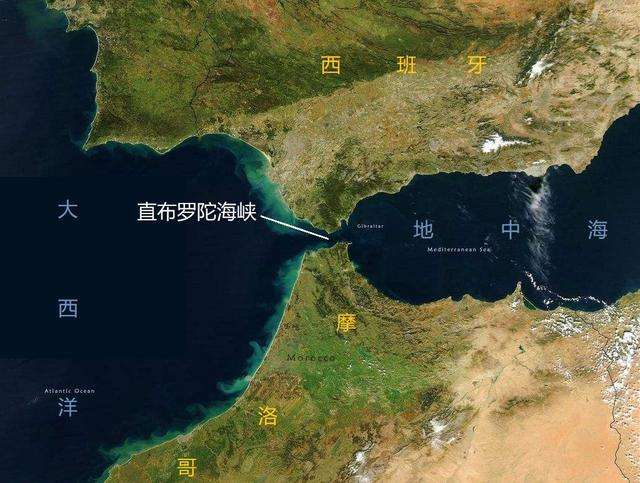 西班牙
大西洋
直布罗陀海峡
Gibraltar
地中海
Mediterranean Sea
摩洛哥
Morocco
Atlantic Ocean